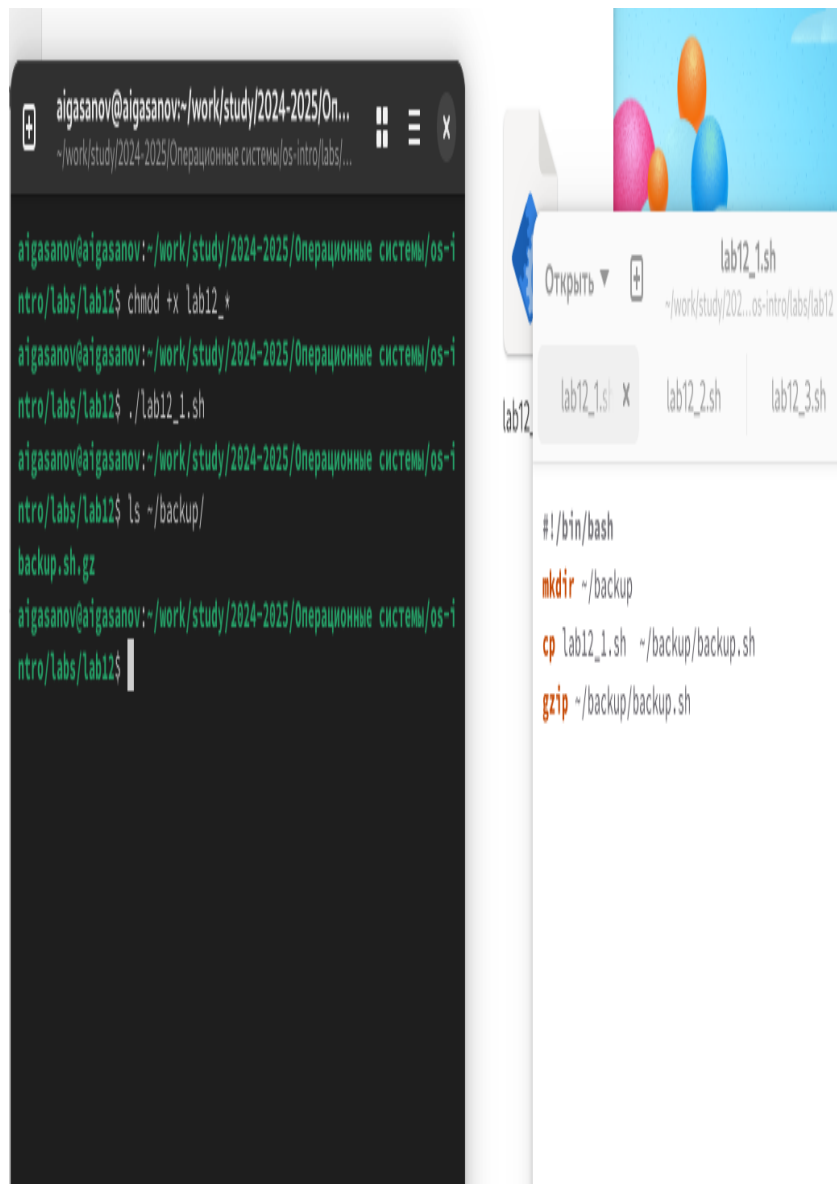 aigasanov@aigasanov:~/work/study/2024-2025/Оп...
~/work/study/2024-2025/Операционные системы/os-intro/labs/...
aigasanov@aigasanov:~/work/study/2024-2025/Операционные системы/os-i
ntro/labs/lab12$ chmod +x lab12_*
aigasanov@aigasanov:~/work/study/2024-2025/Операционные системы/os-i
ntro/labs/lab12$ ./lab12_1.sh
aigasanov@aigasanov:~/work/study/2024-2025/Операционные системы/os-i
ntro/labs/lab12$ ls ~/backup/
backup.sh.gz
aigasanov@aigasanov:~/work/study/2024-2025/Операционные системы/os-i
ntro/labs/lab12$
lab12_
Открыть
lab12_1.sh
~/work/study/202...os-intro/labs/lab12
lab12_1.sh
lab12_2.sh
lab12_3.sh
#!/bin/bash
mkdir ~/backup
cp lab12_1.sh ~/backup/backup.sh
gzip ~/backup/backup.sh